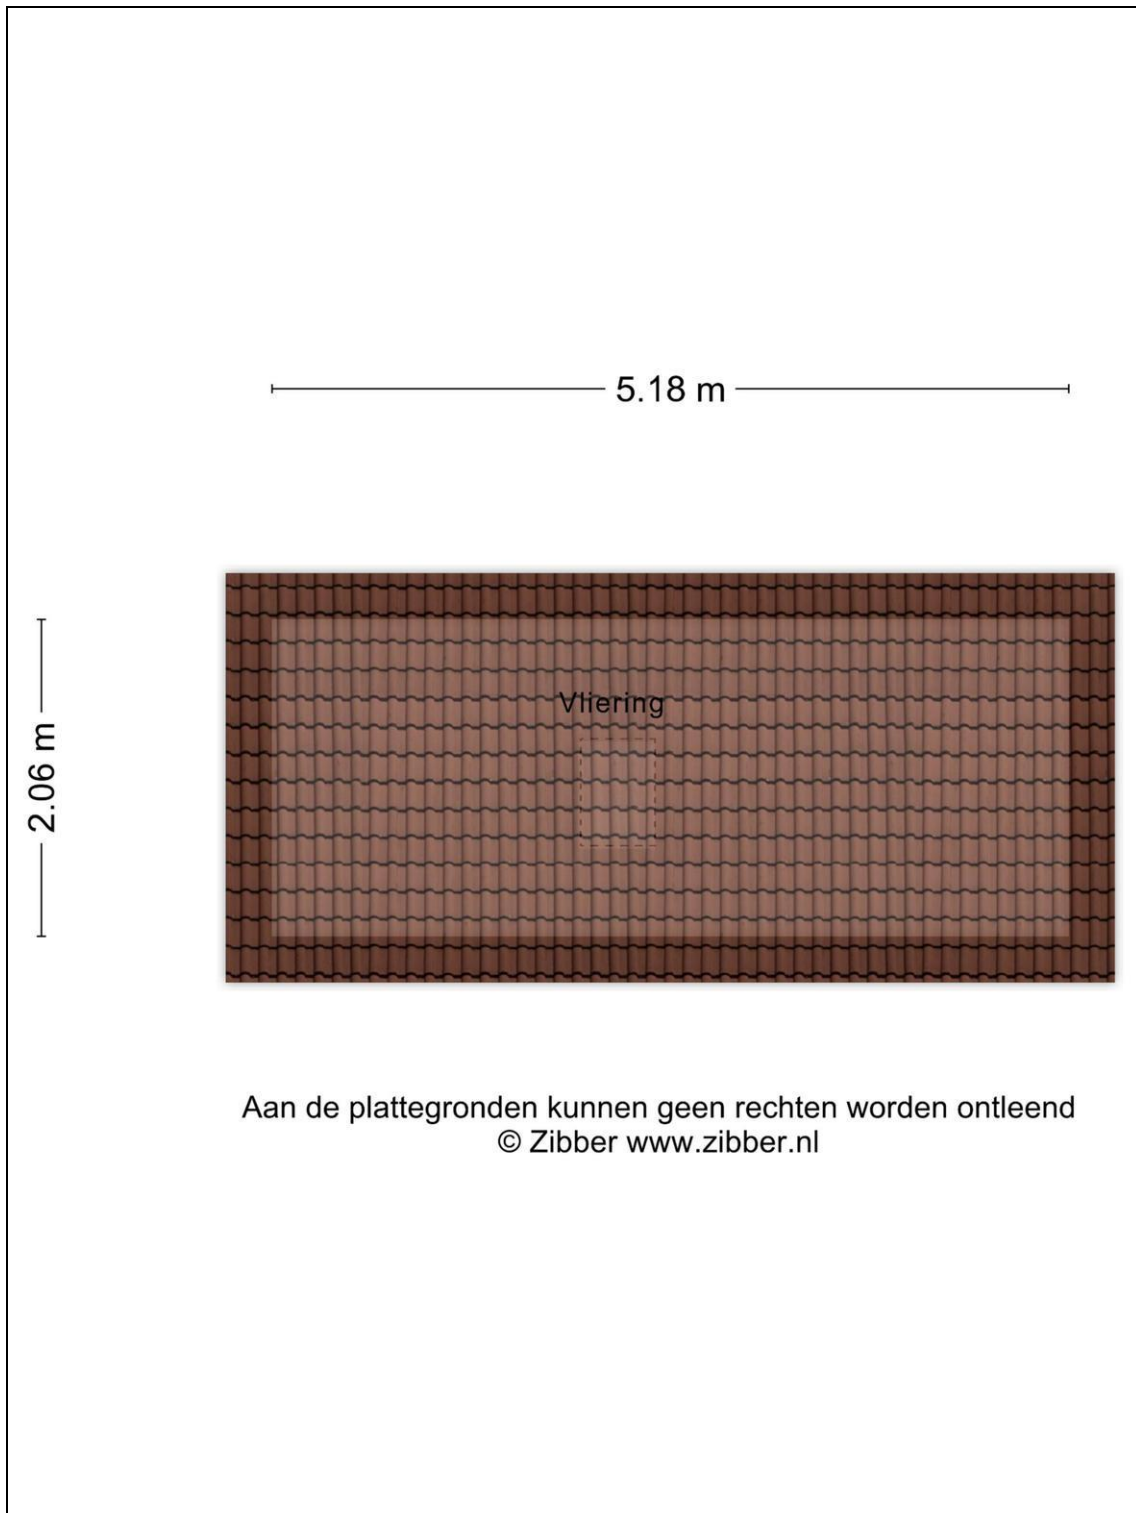 5.18 m
Vliering
2.06 m
Aan de plattegronden kunnen geen rechten worden ontleend
© Zibber www.zibber.nl